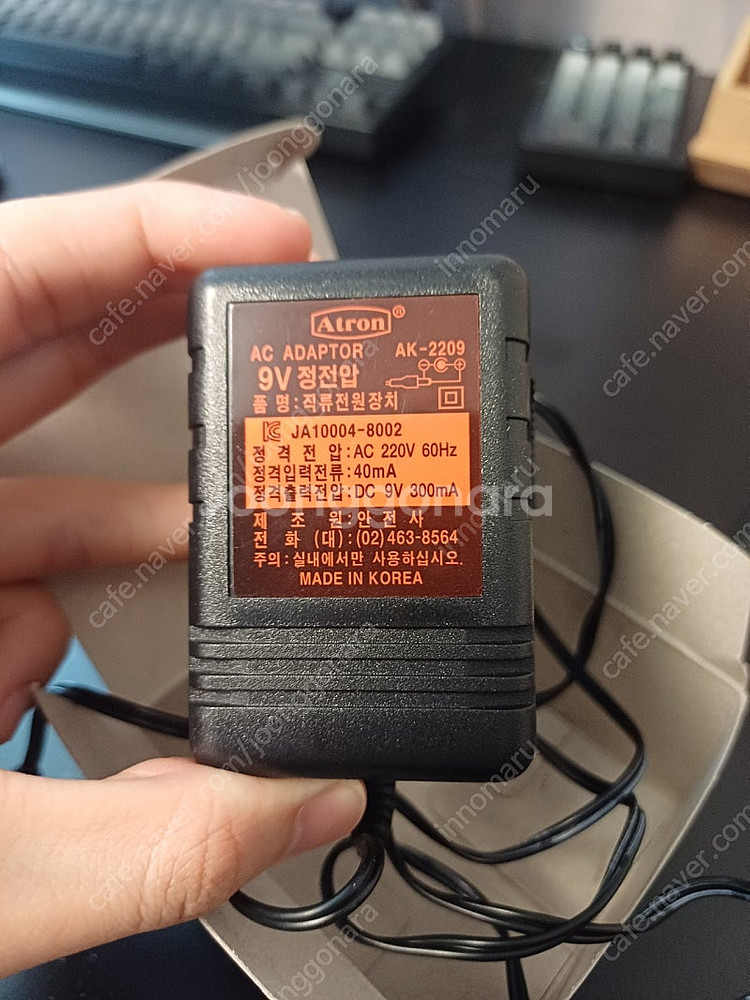 Atron®
AC ADAPTOR AK-2209
9V 정전압
품 명:직류전원장치
JA10004-8002
정 격 전 압:AC 220V 60Hz
정격입력전류:40mA
정격출력전압:DC 9V 300mA
제 조 원:안전사
전 화 (대):(02)463-8564
주의:실내에서만 사용하십시오.
MADE IN KOREA
joonggonara
cafe.naver.com/joonggonara
innomaru